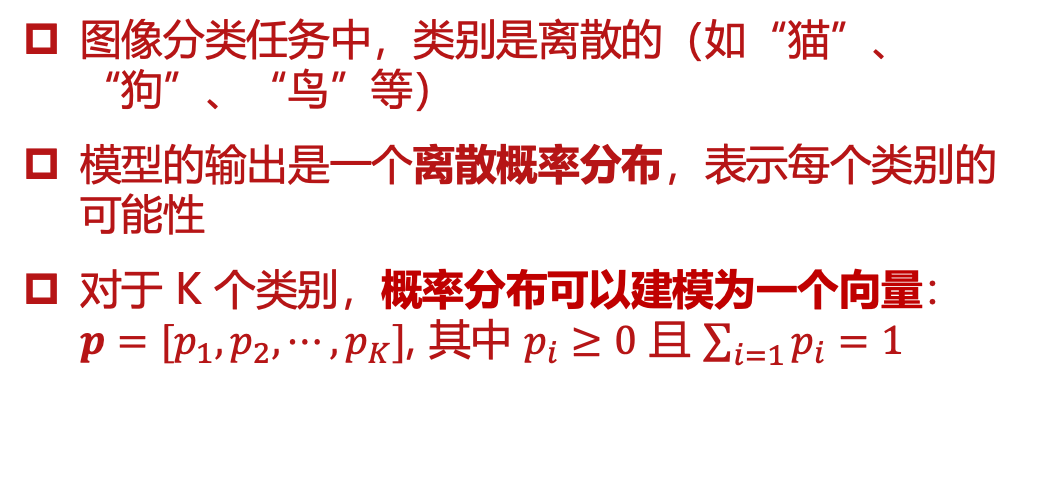 图像分类任务中，类别是离散的（如“猫”、
“狗”、“鸟”等）
模型的输出是一个离散概率分布，表示每个类别的
可能性
对于 K 个类别，概率分布可以建模为一个向量：
𝒑 = [𝑝₁, 𝑝₂, ⋯ , 𝑝_K], 其中 𝑝ᵢ ≥ 0 且 ∑ᵢ₌₁ 𝑝ᵢ = 1